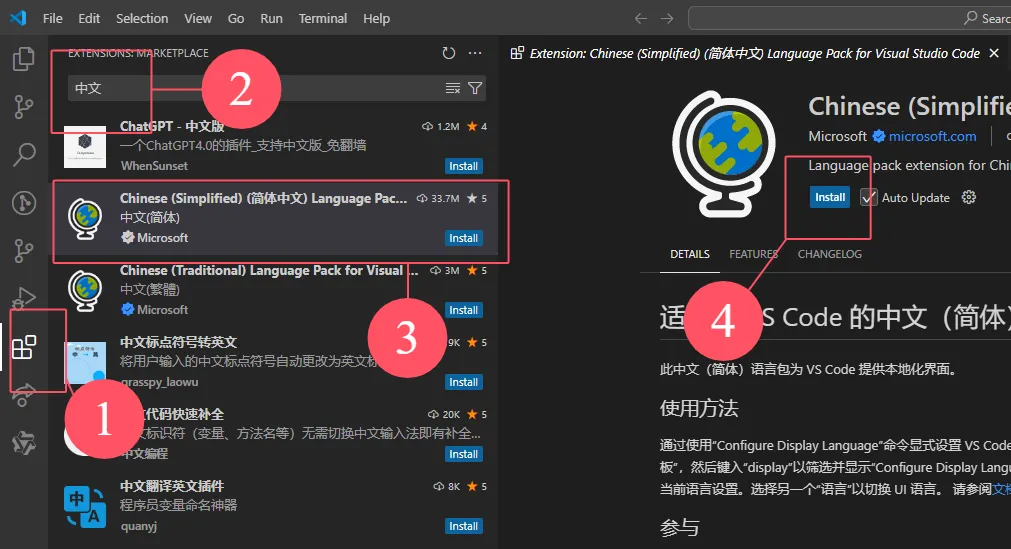 File Edit Selection View Go Run Terminal Help
Searc
EXTENSIONS: MARKETPLACE
中文
2
ChatGPT - 中文版 1.2M 4
一个ChatGPT4.0的插件_支持中文版_免翻墙
WhenSunset Install
Chinese (Simplified) (简体中文) Language Pac... 33.7M 5
中文(简体)
Microsoft Install
Chinese (Traditional) Language Pack for Visual ... 3M 5
中文(繁體)
Microsoft Install
3
中文标点符号转英文 9K 5
将用户输入的中文标点符号自动更改为英文标
grasspy_laowu Install
1
代码快速补全 20K 5
文标识符（变量、方法名等）无需切换中文输入法即有补全...
中文编程 Install
中文翻译英文插件 8K 5
程序员变量命名神器
quanyj Install
Extension: Chinese (Simplified) (简体中文) Language Pack for Visual Studio Code
Chinese (Simplifie
Microsoft microsoft.com
Language pack extension for Chin
Install Auto Update
DETAILS FEATURES CHANGELOG
4
适 S Code 的中文（简体）
此中文（简体）语言包为 VS Code 提供本地化界面。
使用方法
通过使用“Configure Display Language”命令显式设置 VS Code
板”，然后键入“display”以筛选并显示“Configure Display Langu
当前语言设置。选择另一个“语言”以切换 UI 语言。 请参阅文档
参与